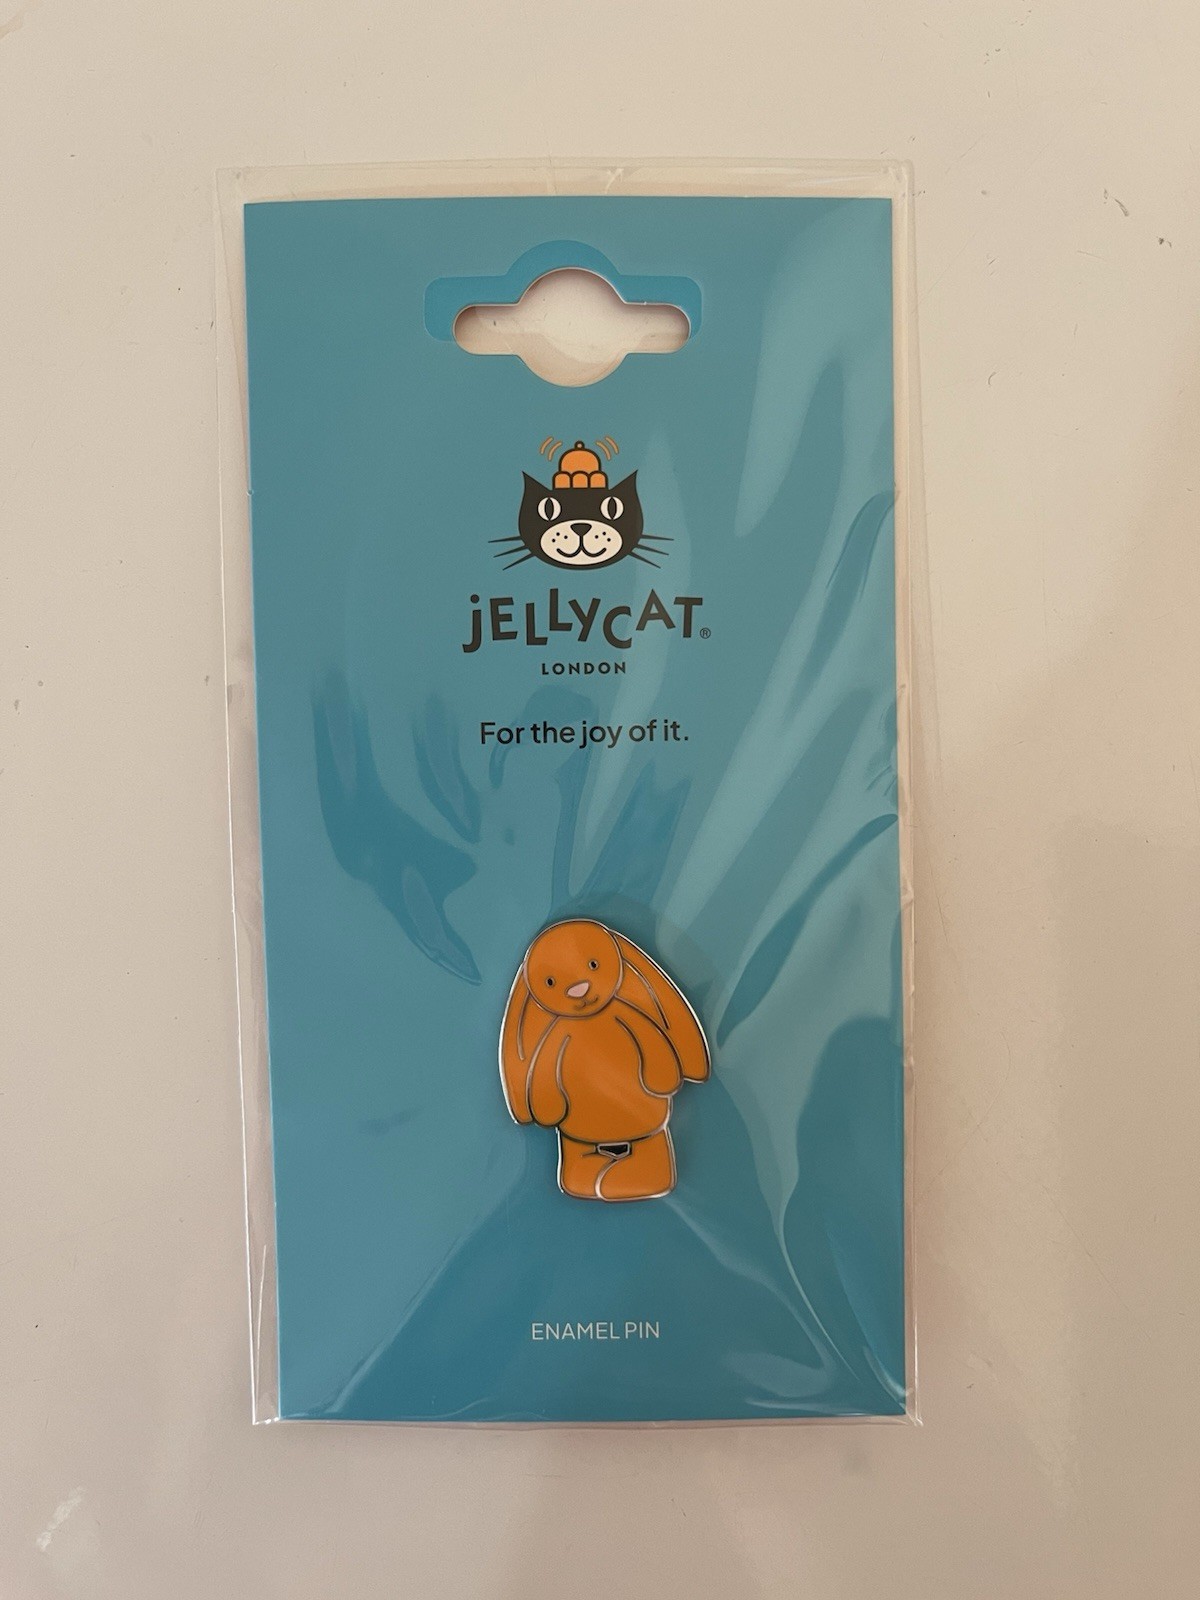 jELLYCAT®
LONDON
For the joy of it.
ENAMEL PIN